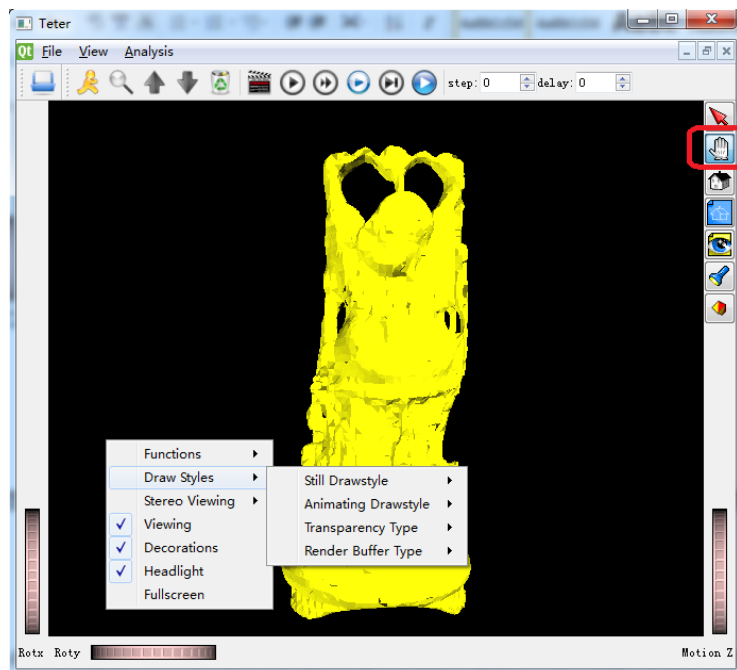 Teter
Qt File View Analysis
step: 0 delay: 0
Functions
Draw Styles
Stereo Viewing
Viewing
Decorations
Headlight
Fullscreen
Still Drawstyle
Animating Drawstyle
Transparency Type
Render Buffer Type
Rotx Roty Motion Z